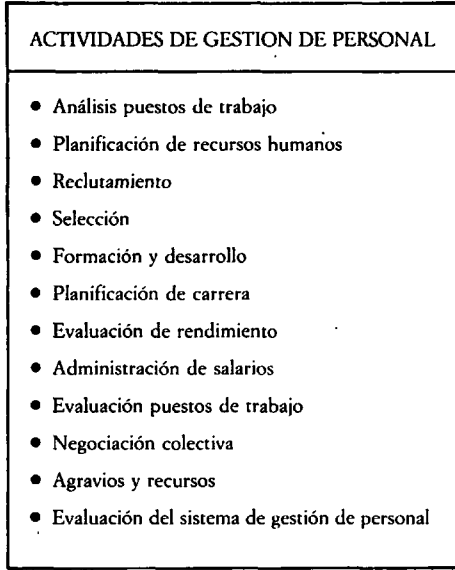 ACTIVIDADES DE GESTION DE PERSONAL
• Análisis puestos de trabajo
• Planificación de recursos humanos
• Reclutamiento
• Selección
• Formación y desarrollo
• Planificación de carrera
• Evaluación de rendimiento
• Administración de salarios
• Evaluación puestos de trabajo
• Negociación colectiva
• Agravios y recursos
• Evaluación del sistema de gestión de personal